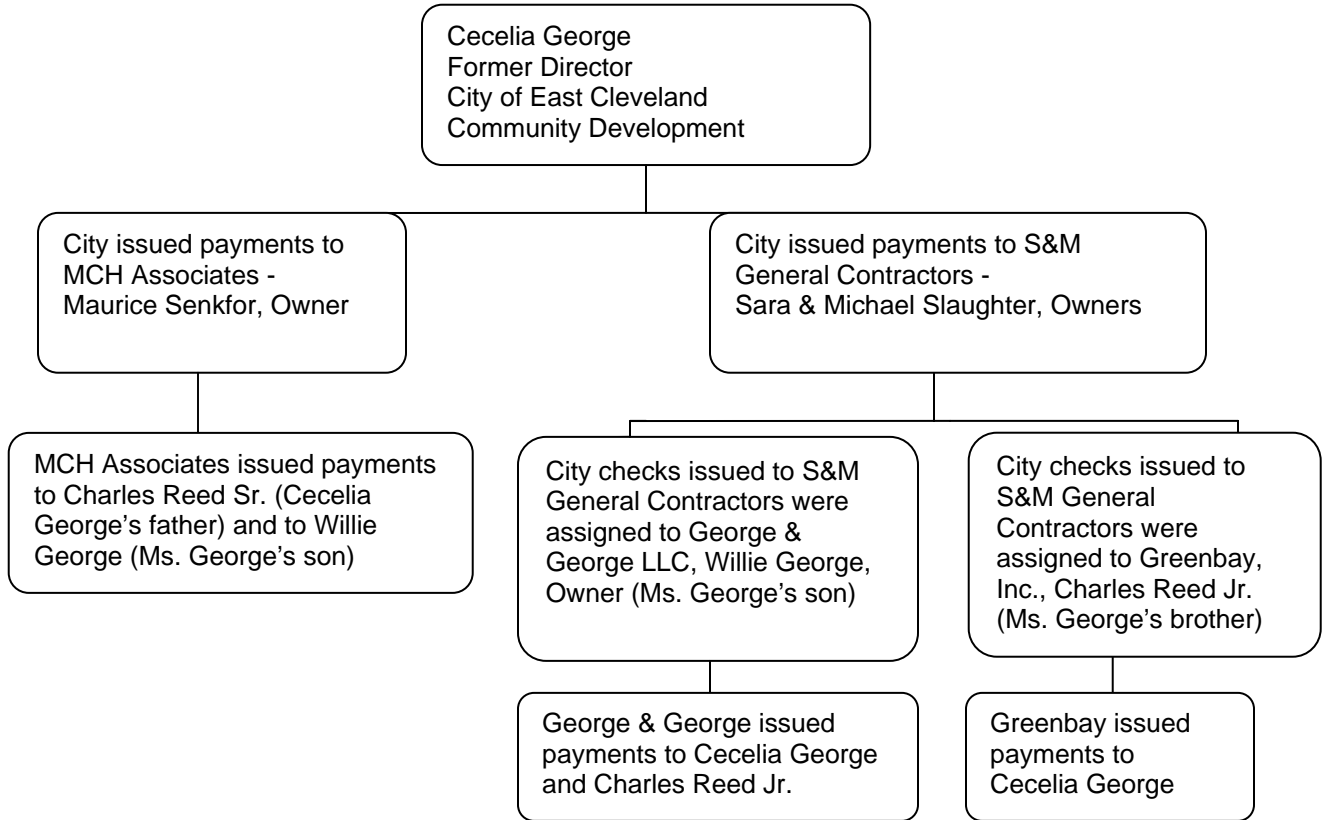 Cecelia George
Former Director
City of East Cleveland
Community Development
City issued payments to
MCH Associates -
Maurice Senkfor, Owner
City issued payments to S&M
General Contractors -
Sara & Michael Slaughter, Owners
MCH Associates issued payments
to Charles Reed Sr. (Cecelia
George’s father) and to Willie
George (Ms. George’s son)
City checks issued to S&M
General Contractors were
assigned to George &
George LLC, Willie George,
Owner (Ms. George’s son)
City checks issued to
S&M General
Contractors were
assigned to Greenbay,
Inc., Charles Reed Jr.
(Ms. George’s brother)
George & George issued
payments to Cecelia George
and Charles Reed Jr.
Greenbay issued
payments to
Cecelia George